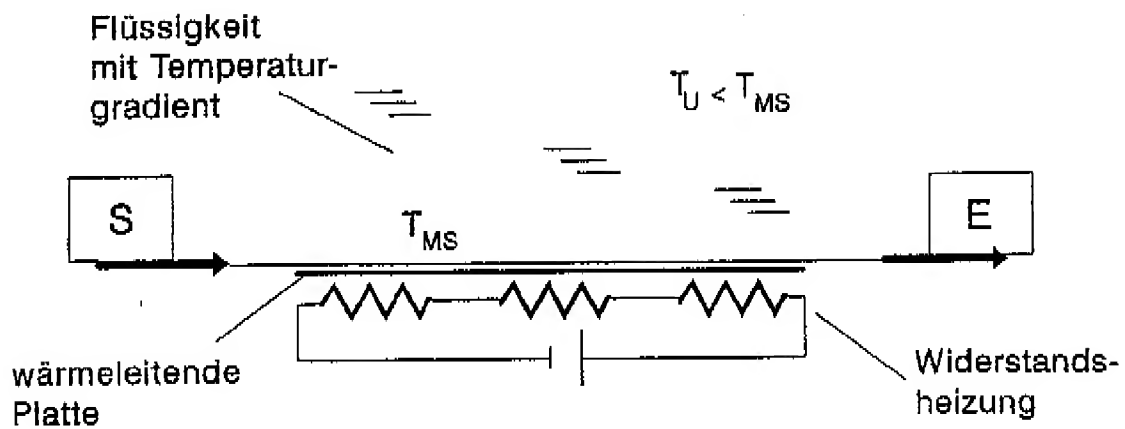 Flüssigkeit
mit Temperatur-
gradient
T_U < T_MS
S
E
T_MS
wärmeleitende
Platte
Widerstands-
heizung